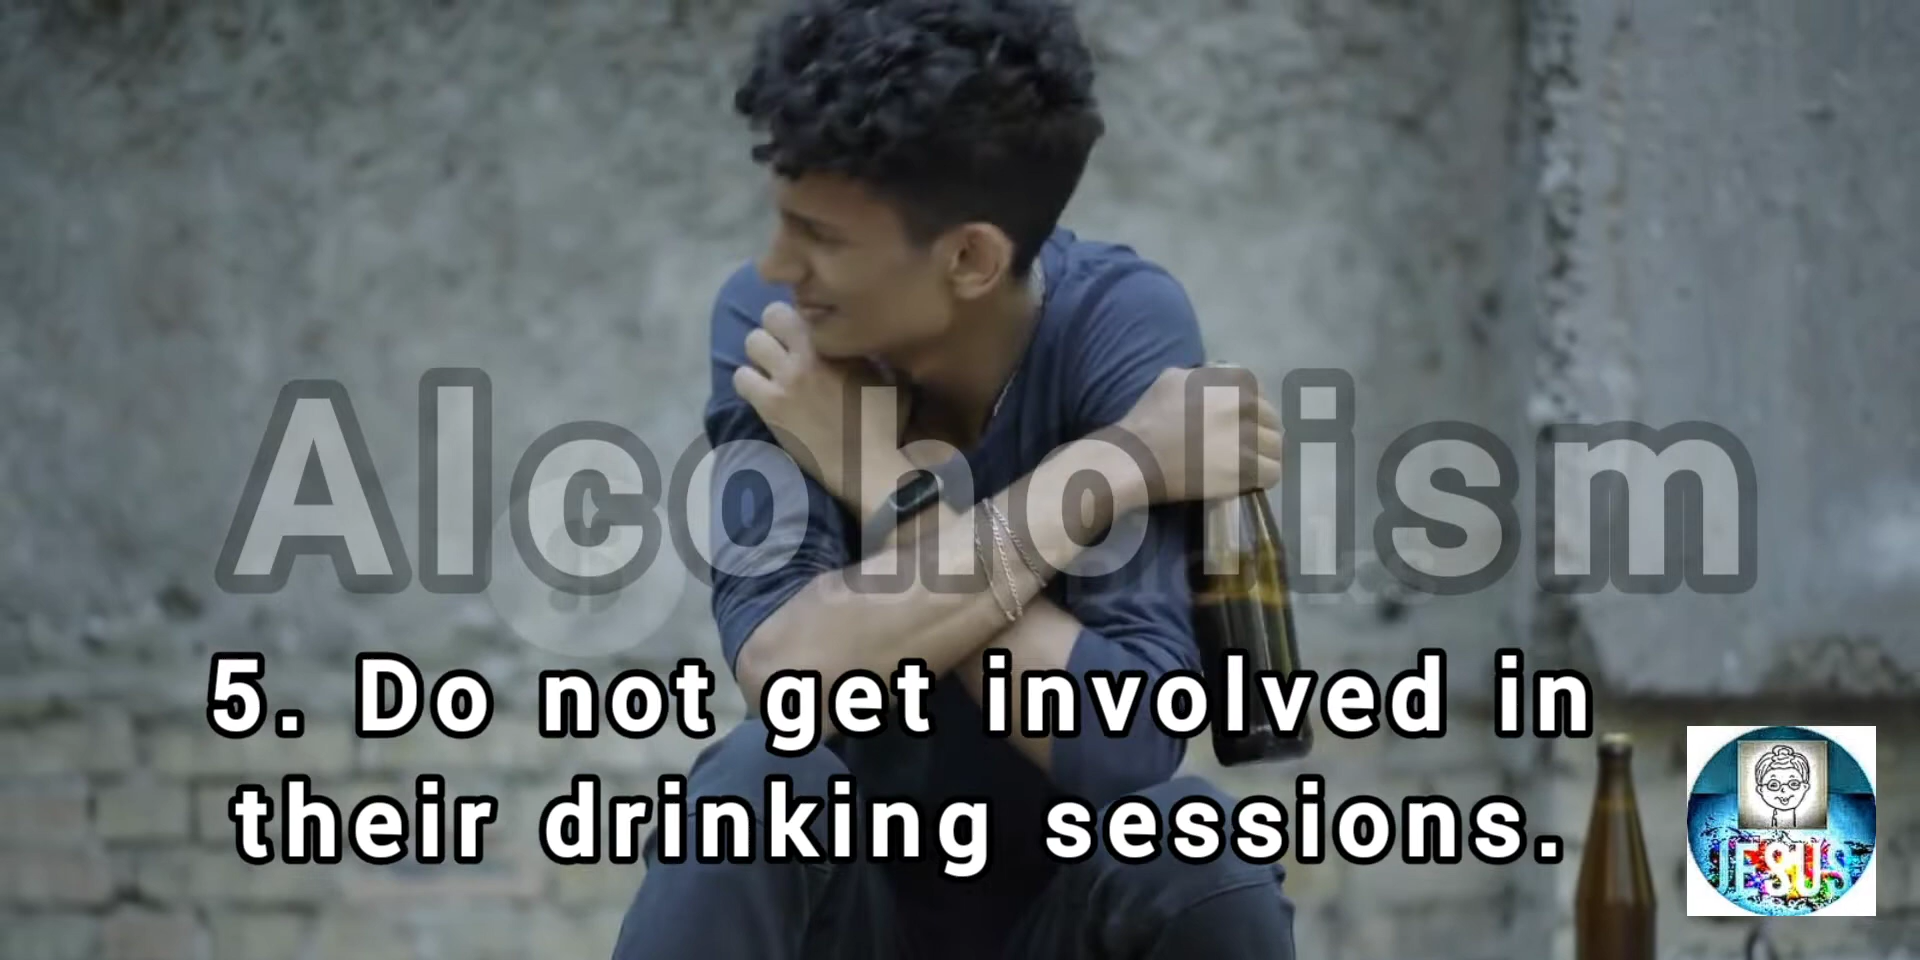 Alcoholism
5. Do not get involved in
their drinking sessions.
JESUS